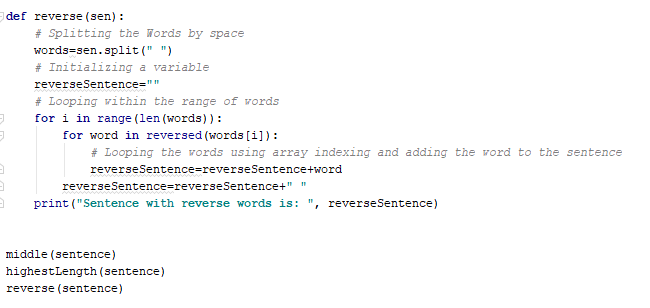 def reverse(sen):
    # Splitting the Words by space
    words=sen.split(" ")
    # Initializing a variable
    reverseSentence=""
    # Looping within the range of words
    for i in range(len(words)):
        for word in reversed(words[i]):
            # Looping the words using array indexing and adding the word to the sentence
            reverseSentence=reverseSentence+word
        reverseSentence=reverseSentence+" "
    print("Sentence with reverse words is: ", reverseSentence)
middle(sentence)
highestLength(sentence)
reverse(sentence)